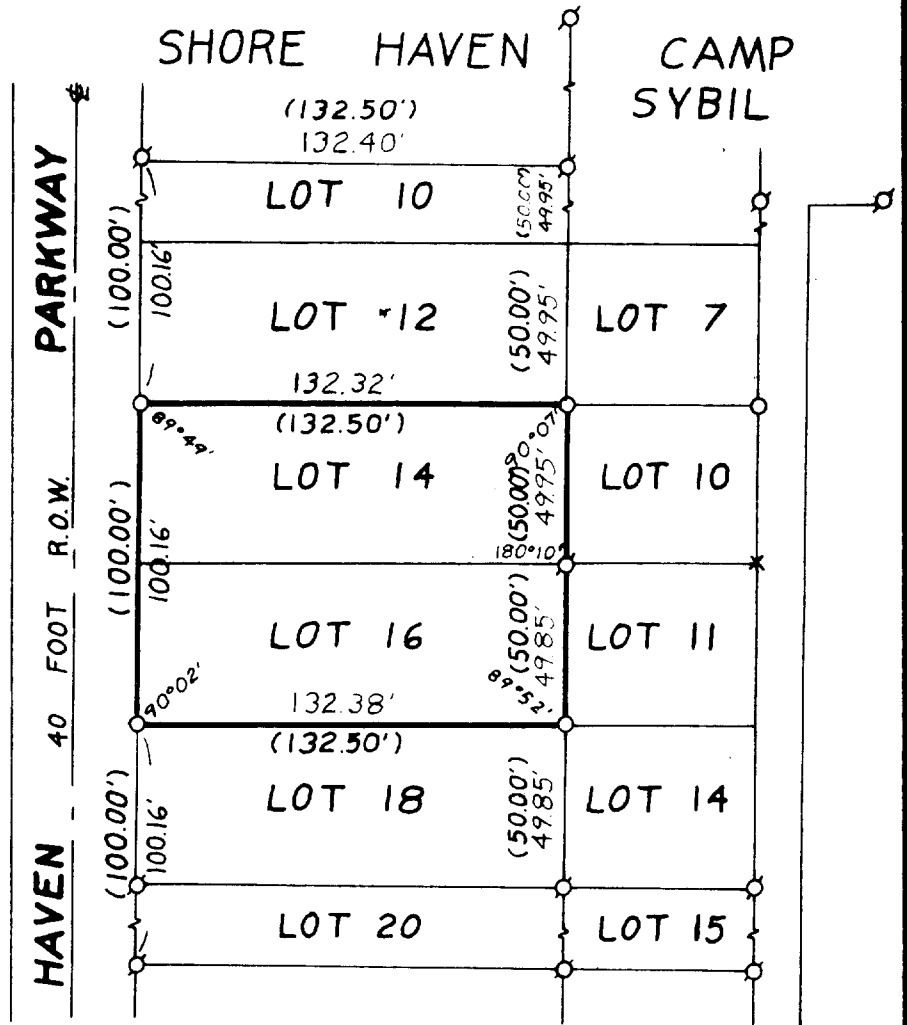 SHORE HAVEN
CAMP
SYBIL
℄
(132.50')
132.40'
LOT 10
49.95'
(100.00')
100.16'
LOT 12
(50.00')
49.95'
LOT 7
132.32'
(132.50')
89°49'
90°07'
LOT 14
(50.00')
49.95'
LOT 10
180°10'
(100.00')
100.16'
LOT 16
(50.00')
49.85'
LOT 11
90°02'
89°52'
132.38'
(132.50')
LOT 18
(50.00')
49.85'
LOT 14
(100.00')
100.16'
LOT 20
LOT 15
HAVEN 40 FOOT R.O.W. PARKWAY